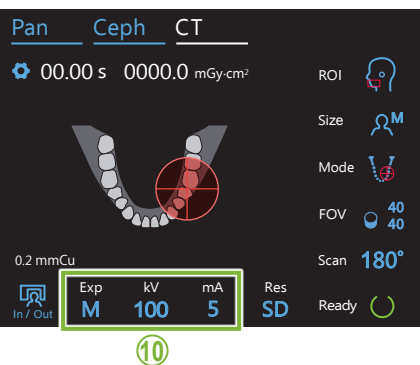 Pan Ceph CT
00.00 s 0000.0 mGy·cm²
ROI
Size M
Mode
FOV 40 40
0.2 mmCu
Scan 180°
In / Out
Exp kV mA Res
M 100 5 SD
Ready
10